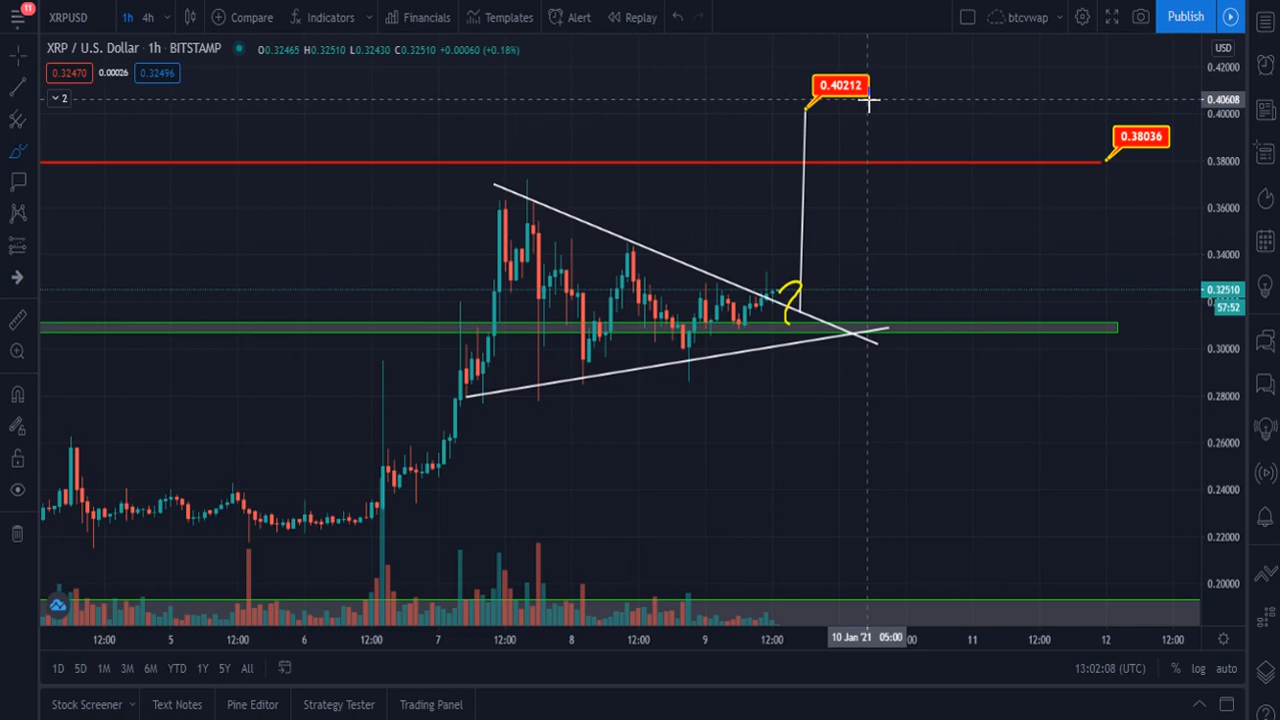 11
XRPUSD 1h 4h Compare Indicators Financials Templates Alert Replay btcvwap Publish
XRP / U.S. Dollar · 1h · BITSTAMP O0.32465 H0.32510 L0.32430 C0.32510 +0.00060 (+0.18%)
USD
0.32470 0.00026 0.32496
2
0.40212
0.38036
0.42000
0.40608
0.40000
0.38000
0.36000
0.34000
0.32510
57:52
0.30000
0.28000
0.26000
0.24000
0.22000
0.20000
?
12:00 5 12:00 6 12:00 7 12:00 8 12:00 9 12:00 10 Jan '21 05:00 :00 11 12:00 12 12:00
1D 5D 1M 3M 6M YTD 1Y 5Y All 13:02:08 (UTC) % log auto
Stock Screener Text Notes Pine Editor Strategy Tester Trading Panel